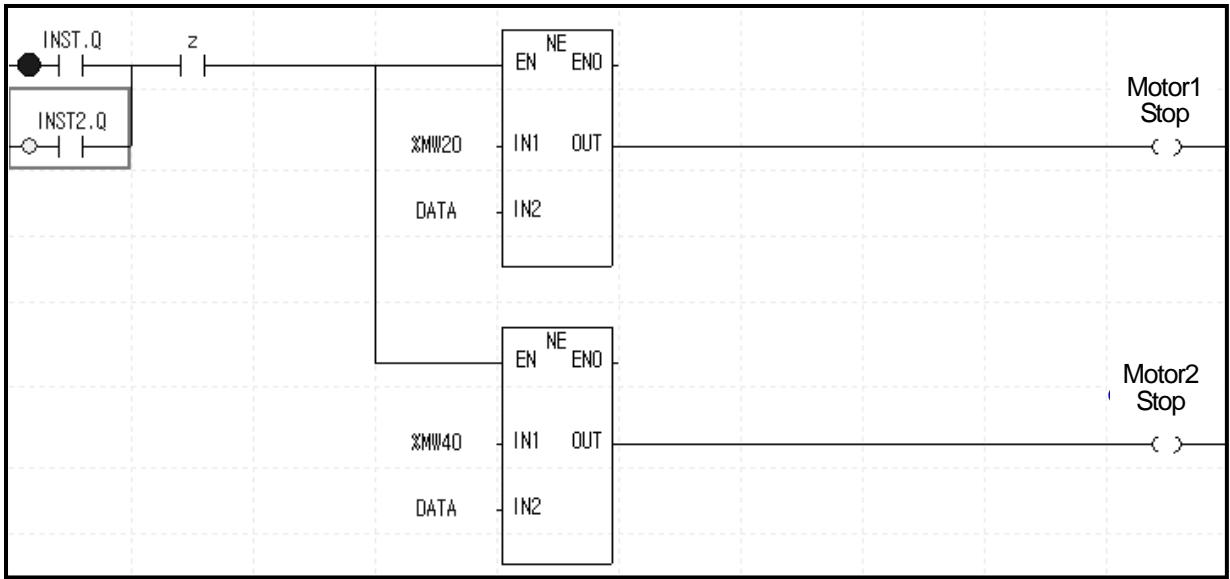 INST.Q
z
NE
EN ENO
Motor1
Stop
INST2.Q
%MW20
IN1 OUT
DATA
IN2
NE
EN ENO
Motor2
Stop
%MW40
IN1 OUT
DATA
IN2